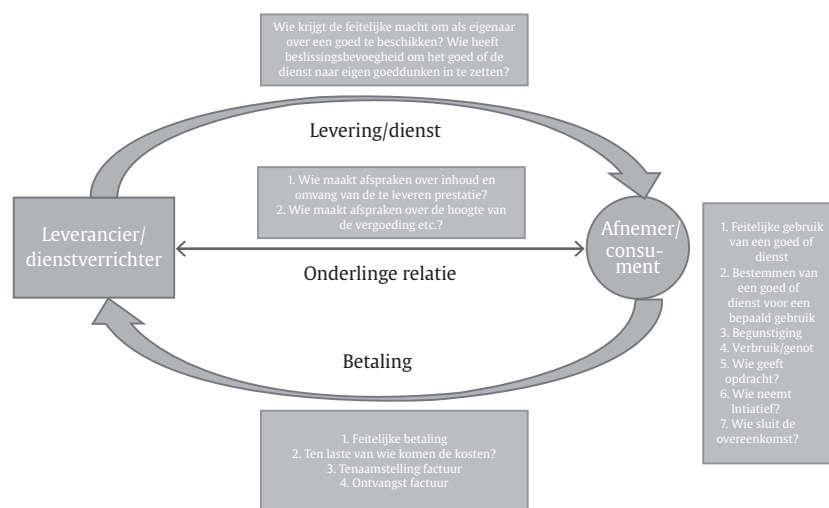 Wie krijgt de feitelijke macht om als eigenaar
over een goed te beschikken? Wie heeft
beslissingsbevoegheid om het goed of de
dienst naar eigen goeddunken in te zetten?
Levering/dienst
1. Wie maakt afspraken over inhoud en
omvang van de te leveren prestatie?
2. Wie maakt afspraken over de hoogte van
de vergoeding etc.?
Leverancier/
dienstverrichter
Afnemer/
consu-
ment
Onderlinge relatie
1. Feitelijke gebruik
van een goed of
dienst
2. Bestemmen van
een goed of
dienst voor een
bepaald gebruik
3. Begunstiging
4. Verbruik/genot
5. Wie geeft
opdracht?
6. Wie neemt
Intiatief?
7. Wie sluit de
overeenkomst?
Betaling
1. Feitelijke betaling
2. Ten laste van wie komen de kosten?
3. Tenaamstelling factuur
4. Ontvangst factuur